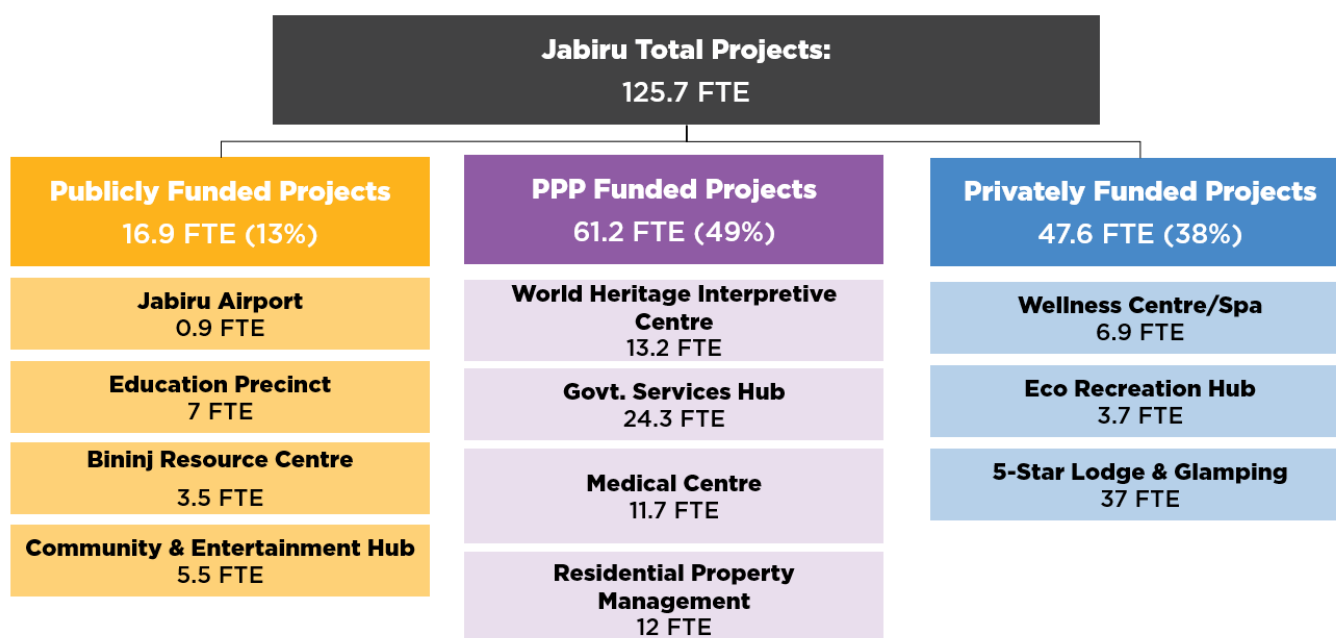 Jabiru Total Projects:
125.7 FTE
Publicly Funded Projects
16.9 FTE (13%)
Jabiru Airport
0.9 FTE
Education Precinct
7 FTE
Bininj Resource Centre
3.5 FTE
Community & Entertainment Hub
5.5 FTE
PPP Funded Projects
61.2 FTE (49%)
World Heritage Interpretive
Centre
13.2 FTE
Govt. Services Hub
24.3 FTE
Medical Centre
11.7 FTE
Residential Property
Management
12 FTE
Privately Funded Projects
47.6 FTE (38%)
Wellness Centre/Spa
6.9 FTE
Eco Recreation Hub
3.7 FTE
5-Star Lodge & Glamping
37 FTE